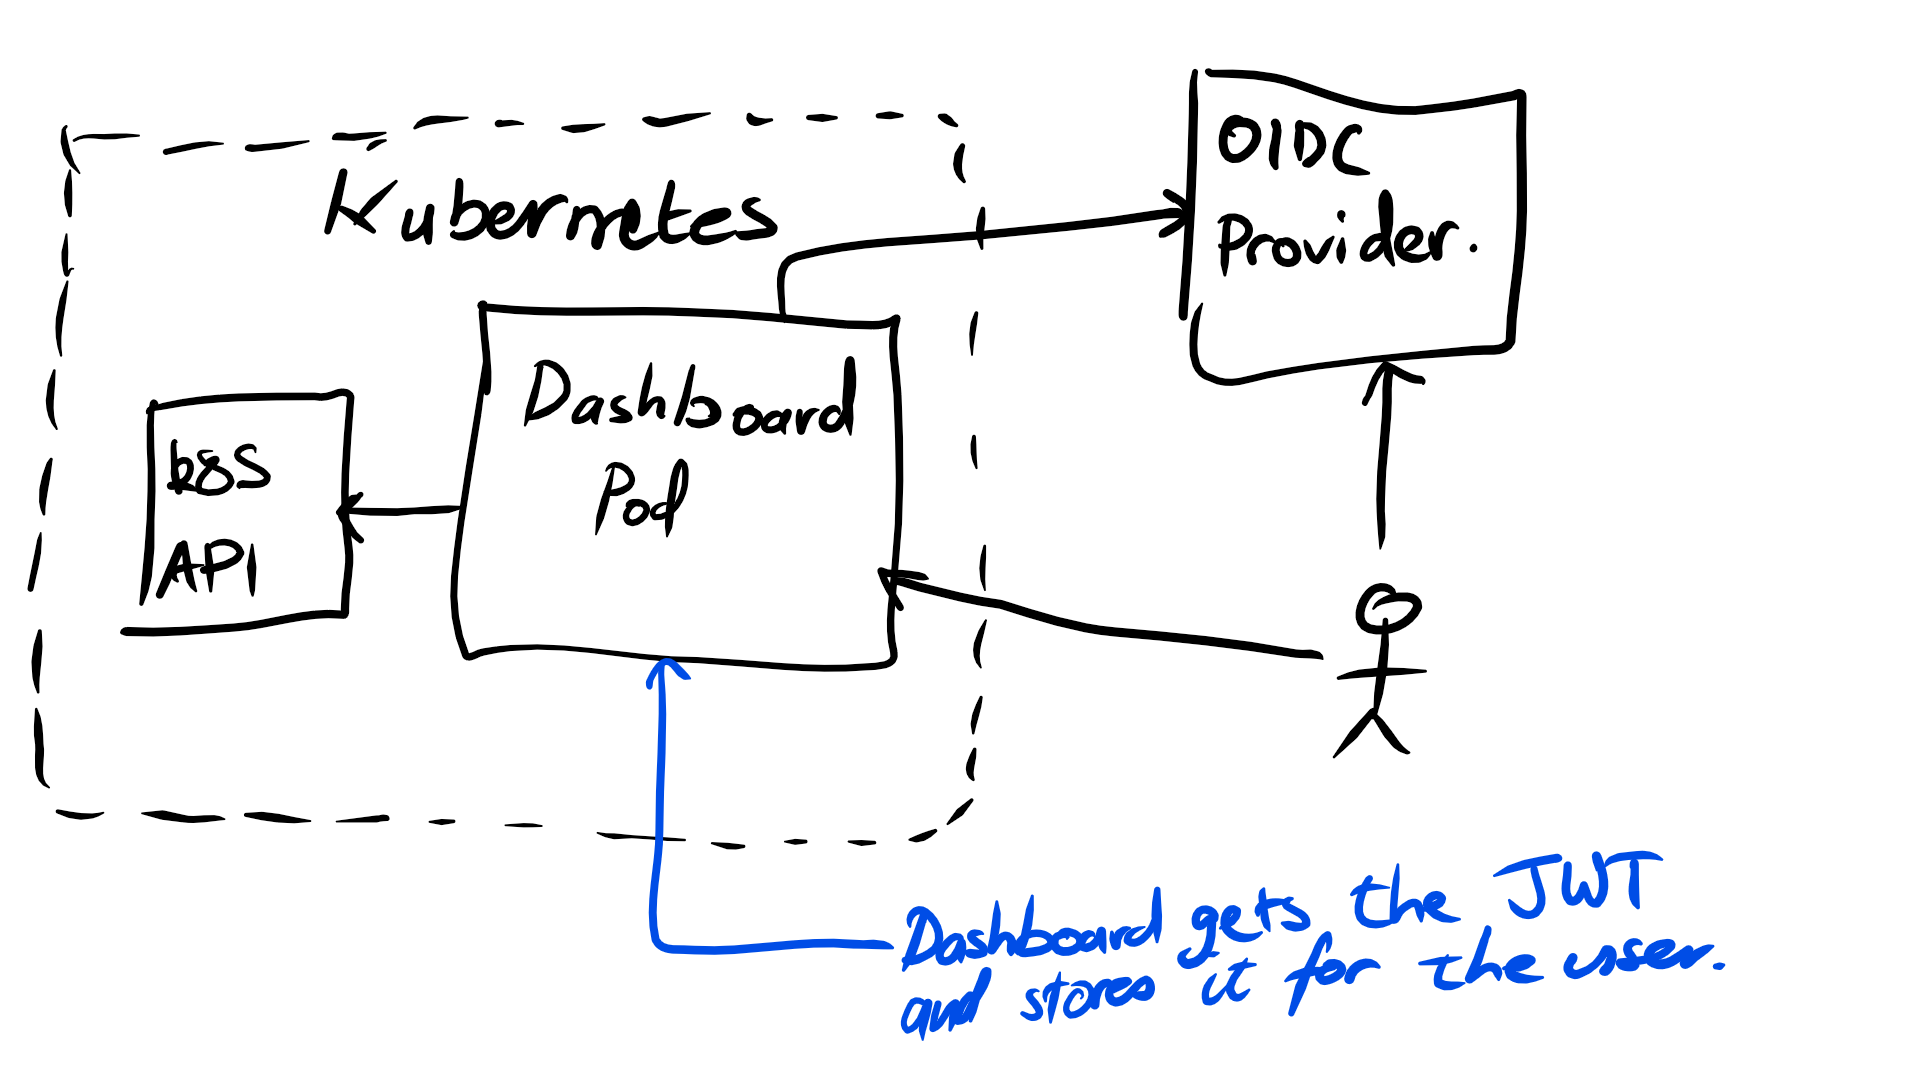 Kubernetes
OIDC
Provider.
Dashboard
Pod
k8s
API
Dashboard gets the JWT
and stores it for the user.